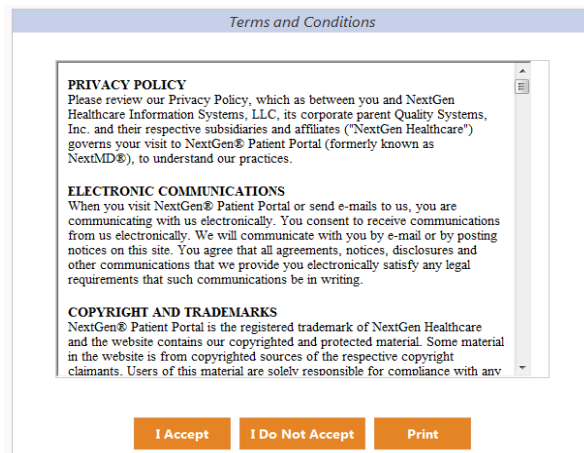 Terms and Conditions
PRIVACY POLICY
Please review our Privacy Policy, which as between you and NextGen
Healthcare Information Systems, LLC, its corporate parent Quality Systems,
Inc. and their respective subsidiaries and affiliates ("NextGen Healthcare")
governs your visit to NextGen® Patient Portal (formerly known as
NextMD®), to understand our practices.
ELECTRONIC COMMUNICATIONS
When you visit NextGen® Patient Portal or send e-mails to us, you are
communicating with us electronically. You consent to receive communications
from us electronically. We will communicate with you by e-mail or by posting
notices on this site. You agree that all agreements, notices, disclosures and
other communications that we provide you electronically satisfy any legal
requirements that such communications be in writing.
COPYRIGHT AND TRADEMARKS
NextGen® Patient Portal is the registered trademark of NextGen Healthcare
and the website contains our copyrighted and protected material. Some material
in the website is from copyrighted sources of the respective copyright
claimants. Users of this material are solely responsible for compliance with any
I Accept I Do Not Accept Print